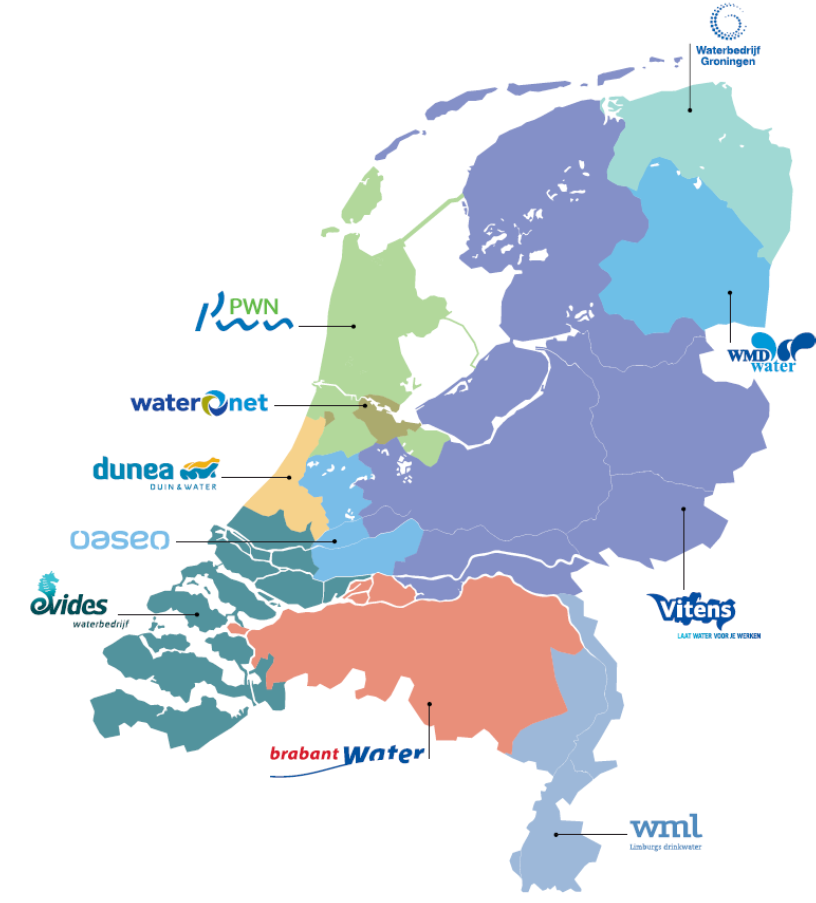 Waterbedrijf
Groningen
PWN
WMD
water
waternet
dunea
DUIN & WATER
oasen
evides
waterbedrijf
Vitens
LAAT WATER VOOR JE WERKEN
brabant Water
wml
Limburgs drinkwater